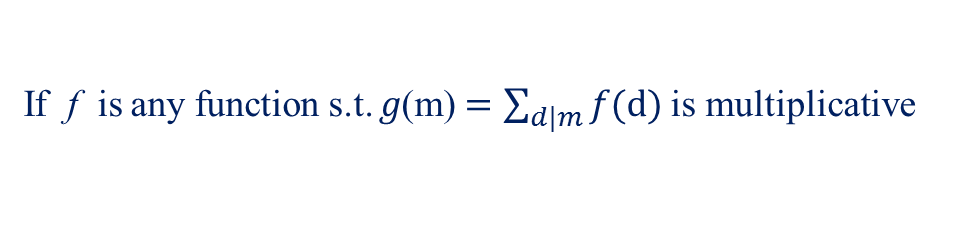 If f is any function s.t. g(m) = ∑_{d|m} f(d) is multiplicative